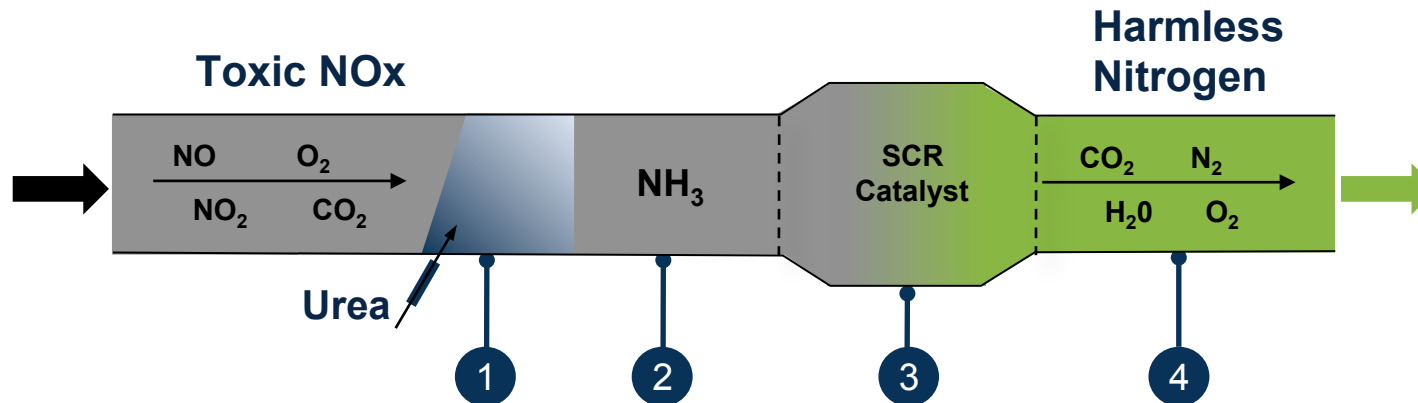 Toxic NOx
Harmless
Nitrogen
NO O₂
NO₂ CO₂
Urea
NH₃
SCR
Catalyst
CO₂ N₂
H₂0 O₂
1 2 3 4